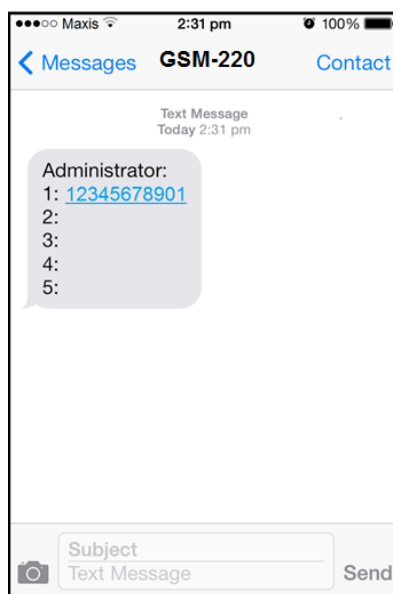 Maxis 2:31 pm 100%
Messages GSM-220 Contact
Text Message
Today 2:31 pm
Administrator:
1: 12345678901
2:
3:
4:
5:
Subject
Text Message Send